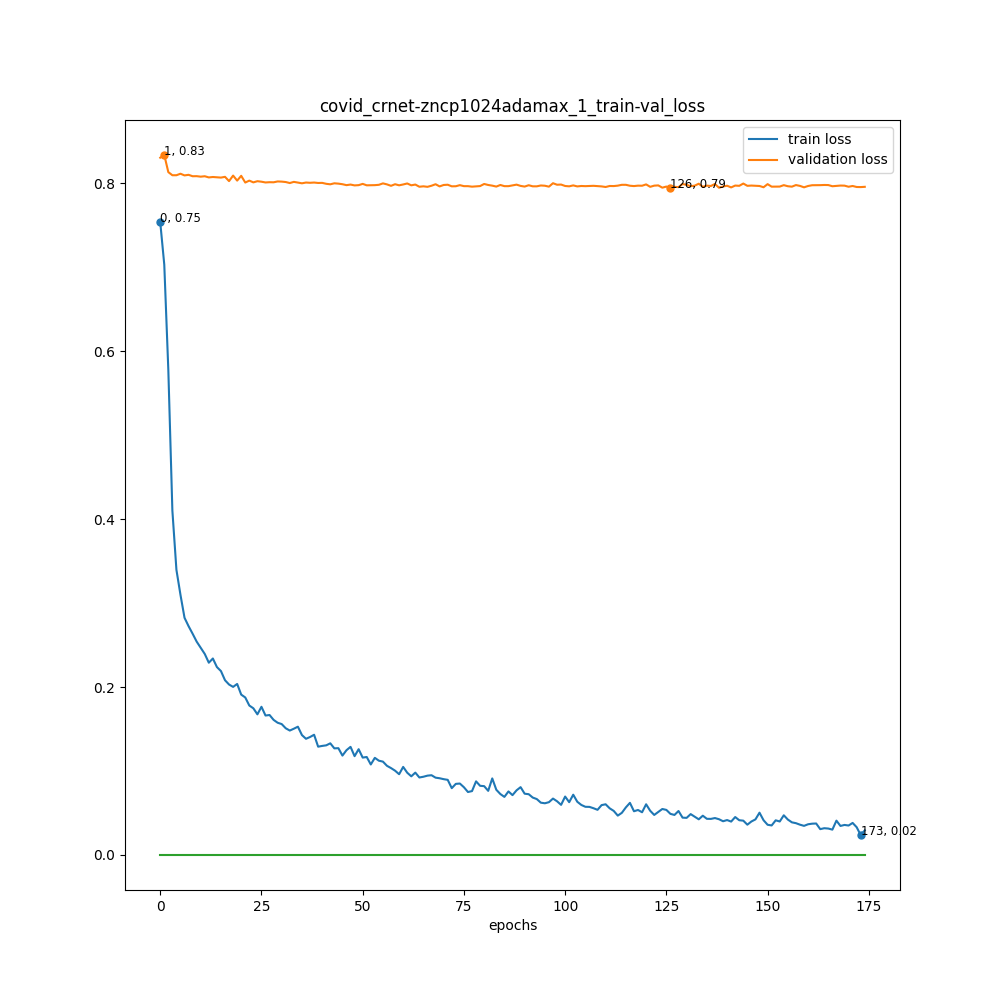 covid_crnet-zncp1024adamax_1_train-val_loss
train loss
validation loss
1, 0.83
126, 0.79
0, 0.75
173, 0.02
0.8
0.6
0.4
0.2
0.0
0 25 50 75 100 125 150 175
epochs